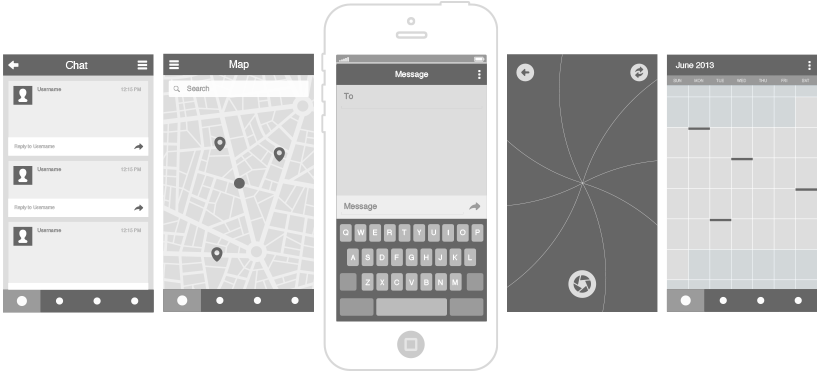 Chat
Username
12:15 PM
Reply to Username
Username
12:15 PM
Reply to Username
Username
12:15 PM
Map
Search
Message
To
Message
Q W E R T Y U I O P
A S D F G H J K L
Z X C V B N M
June 2013
SUN MON TUE WED THU FRI SAT